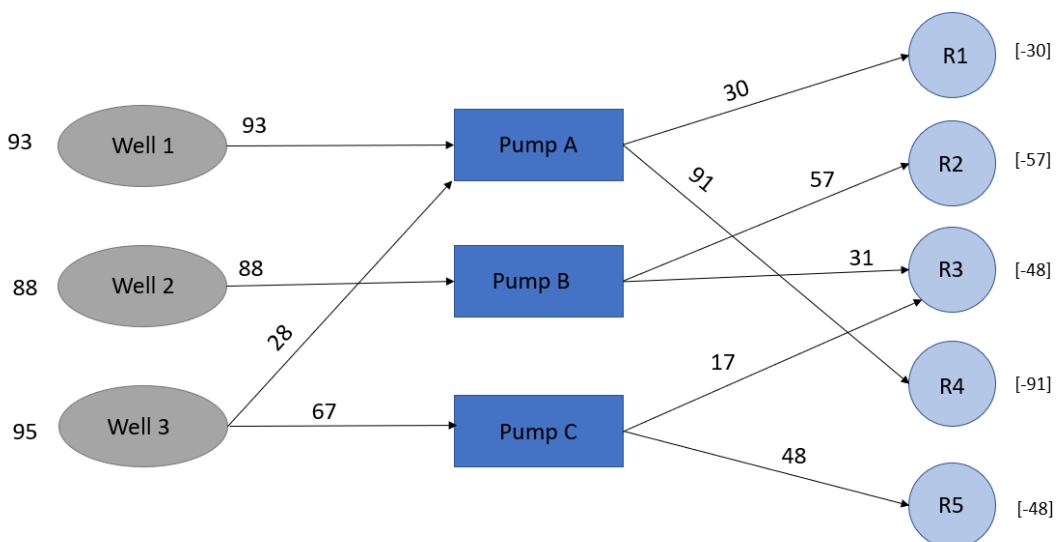 R1
[-30]
30
93
Well 1
93
Pump A
R2
[-57]
57
91
88
Well 2
88
Pump B
31
R3
[-48]
28
17
R4
[-91]
95
Well 3
67
Pump C
48
R5
[-48]